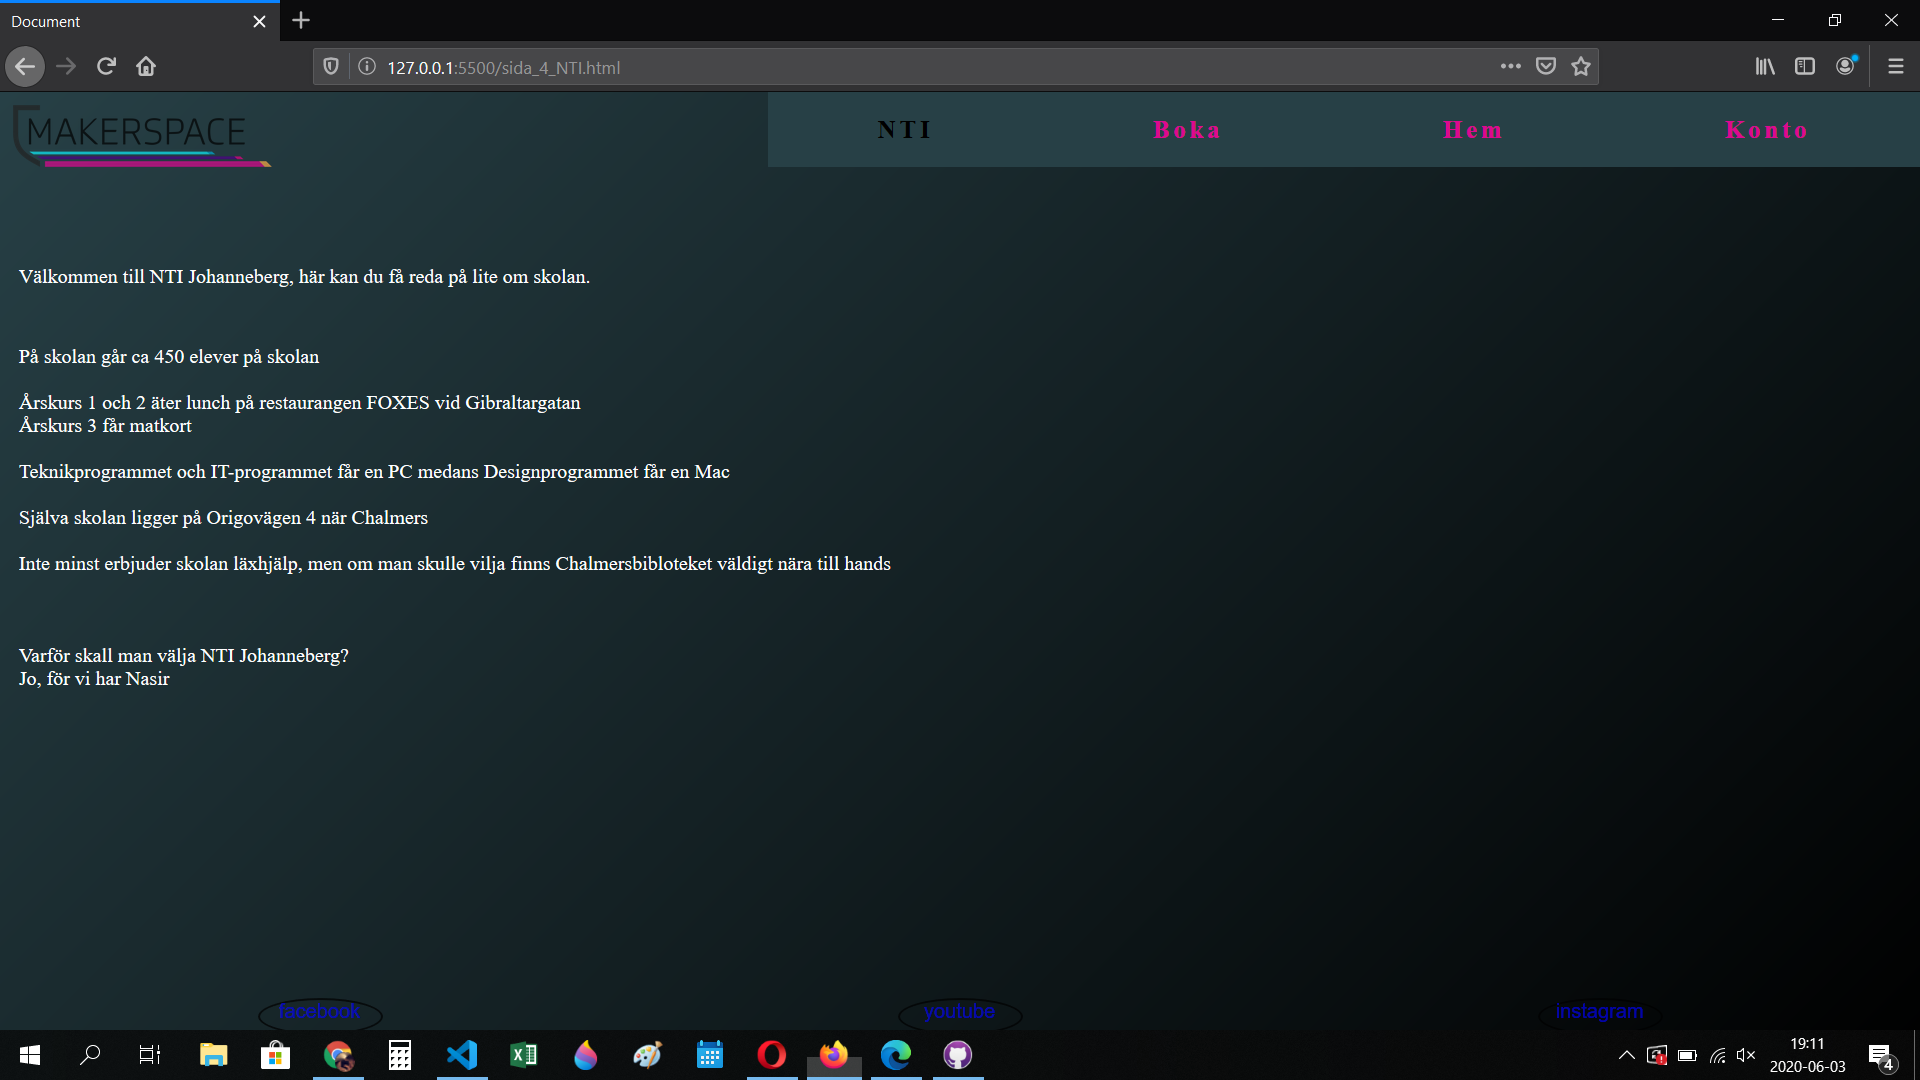 Document
127.0.0.1:5500/sida_4_NTI.html
MAKERSPACE
NTI Boka Hem Konto
Välkommen till NTI Johanneberg, här kan du få reda på lite om skolan.
På skolan går ca 450 elever på skolan
Årskurs 1 och 2 äter lunch på restaurangen FOXES vid Gibraltargatan
Årskurs 3 får matkort
Teknikprogrammet och IT-programmet får en PC medans Designprogrammet får en Mac
Själva skolan ligger på Origovägen 4 när Chalmers
Inte minst erbjuder skolan läxhjälp, men om man skulle vilja finns Chalmersbibloteket väldigt nära till hands
Varför skall man välja NTI Johanneberg?
Jo, för vi har Nasir
facebook youtube instagram
19:11
2020-06-03
4